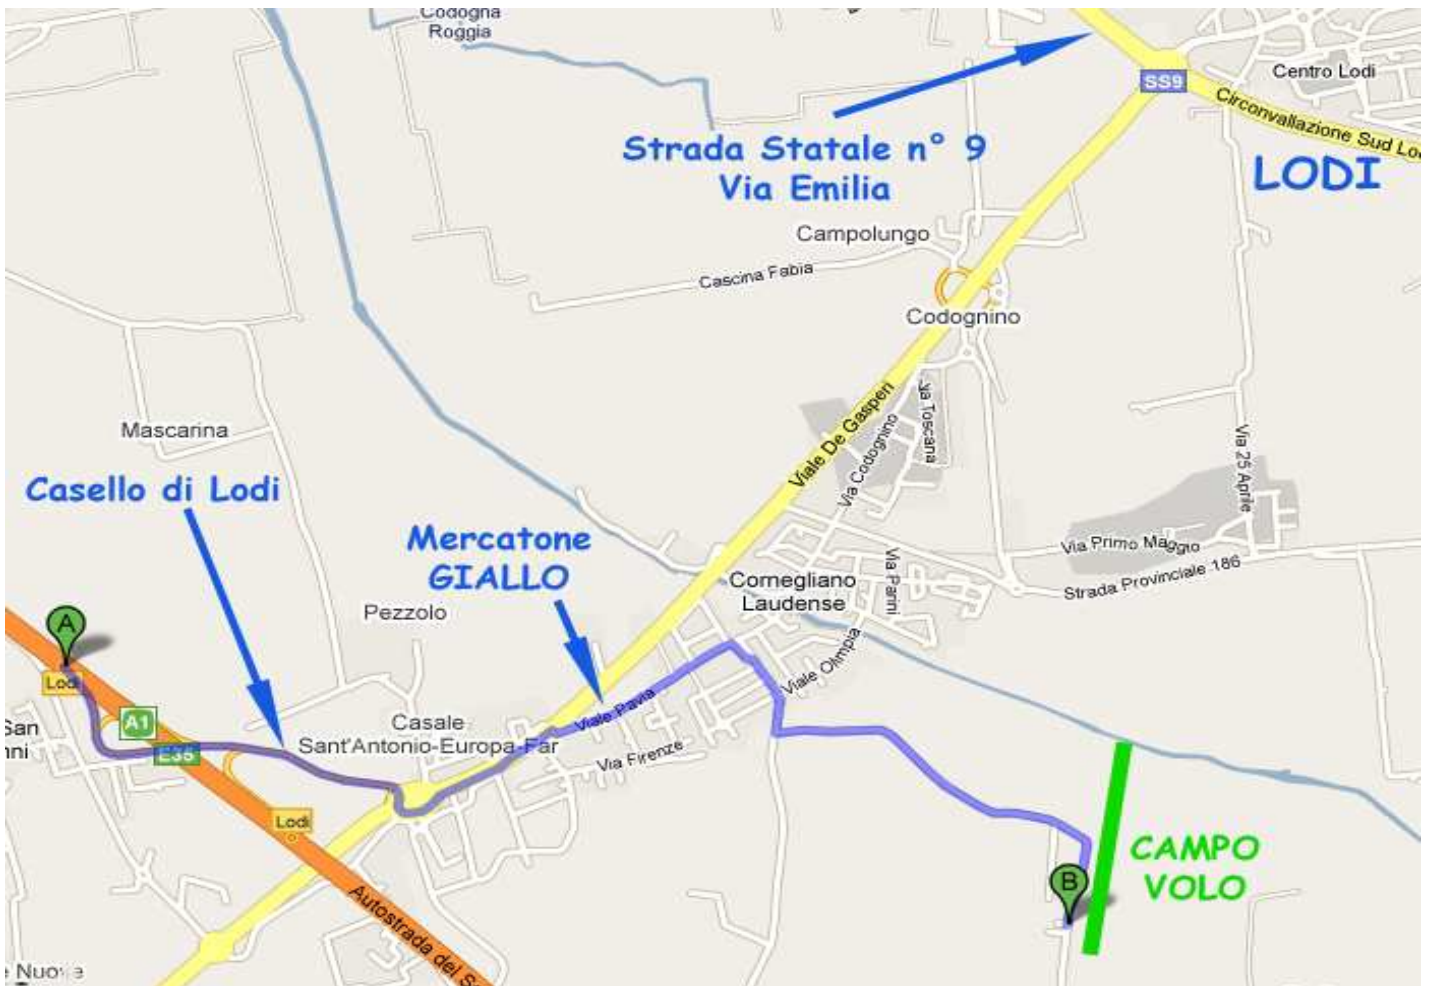 Codogna
Roggia
Centro Lodi
SS9
Circonvallazione Sud
Strada Statale n° 9
Via Emilia
LODI
Campolungo
Cascina Fabia
Codognino
Via Toscana
Viale De Gasperi
Via Codognino
Via 25 Aprile
Mascarina
Casello di Lodi
Mercatone
GIALLO
Via Primo Maggio
Strada Provinciale 186
Via Parini
Cornegliano
Laudense
Pezzolo
A
Lodi
Viale Olimpia
Viale Pavia
A1
E35
Casale
Sant'Antonio-Europa-Far
Via Firenze
Lodi
CAMPO
VOLO
B
Autostrada del